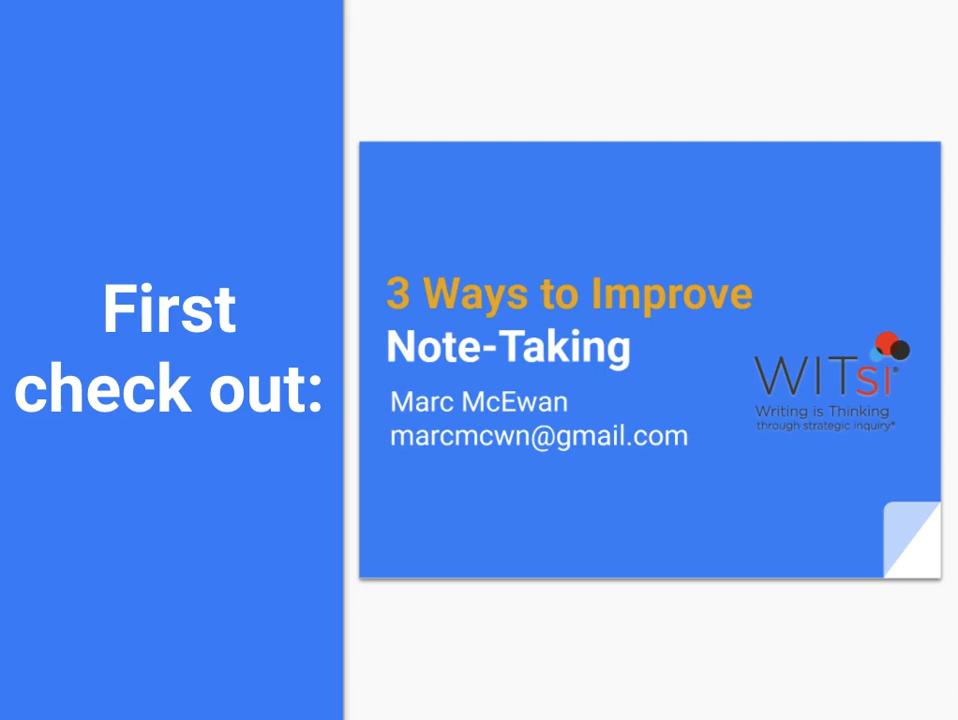 First
check out:
3 Ways to Improve
Note-Taking
Marc McEwan
marcmcwn@gmail.com
WITsi®
Writing is Thinking
through strategic inquiry®